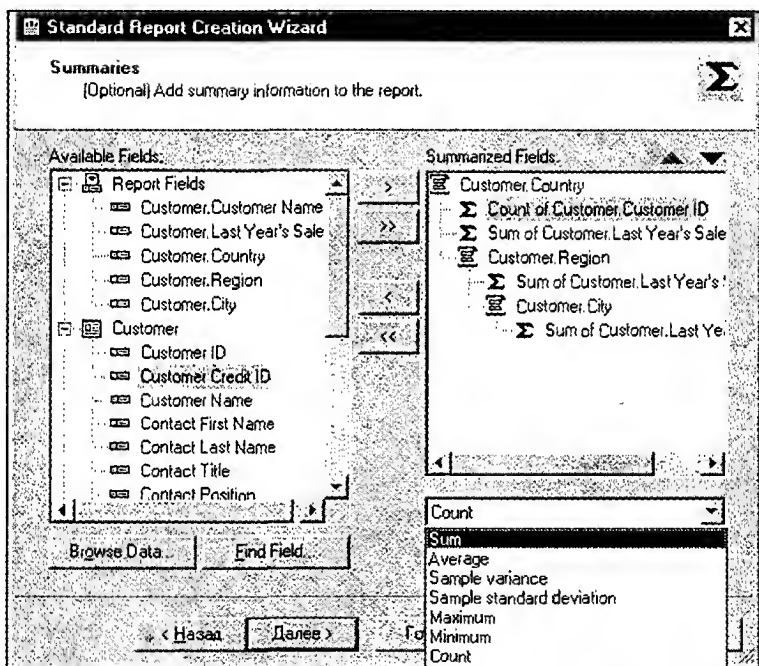 Standard Report Creation Wizard
Summaries
(Optional) Add summary information to the report.
Available Fields:
Report Fields
Customer.Customer Name
Customer.Last Year's Sale
Customer.Country
Customer.Region
Customer.City
Customer
Customer ID
Customer Credit ID
Customer Name
Contact First Name
Contact Last Name
Contact Title
Contact Position
Browse Data...
Find Field...
>
>>
<
<<
Summarized Fields:
Customer.Country
Σ Count of Customer.Customer ID
Σ Sum of Customer.Last Year's Sale
Customer.Region
Σ Sum of Customer.Last Year's
Customer.City
Σ Sum of Customer.Last Ye
Count
Sum
Average
Sample variance
Sample standard deviation
Maximum
Minimum
Count
< Назад
Далее >